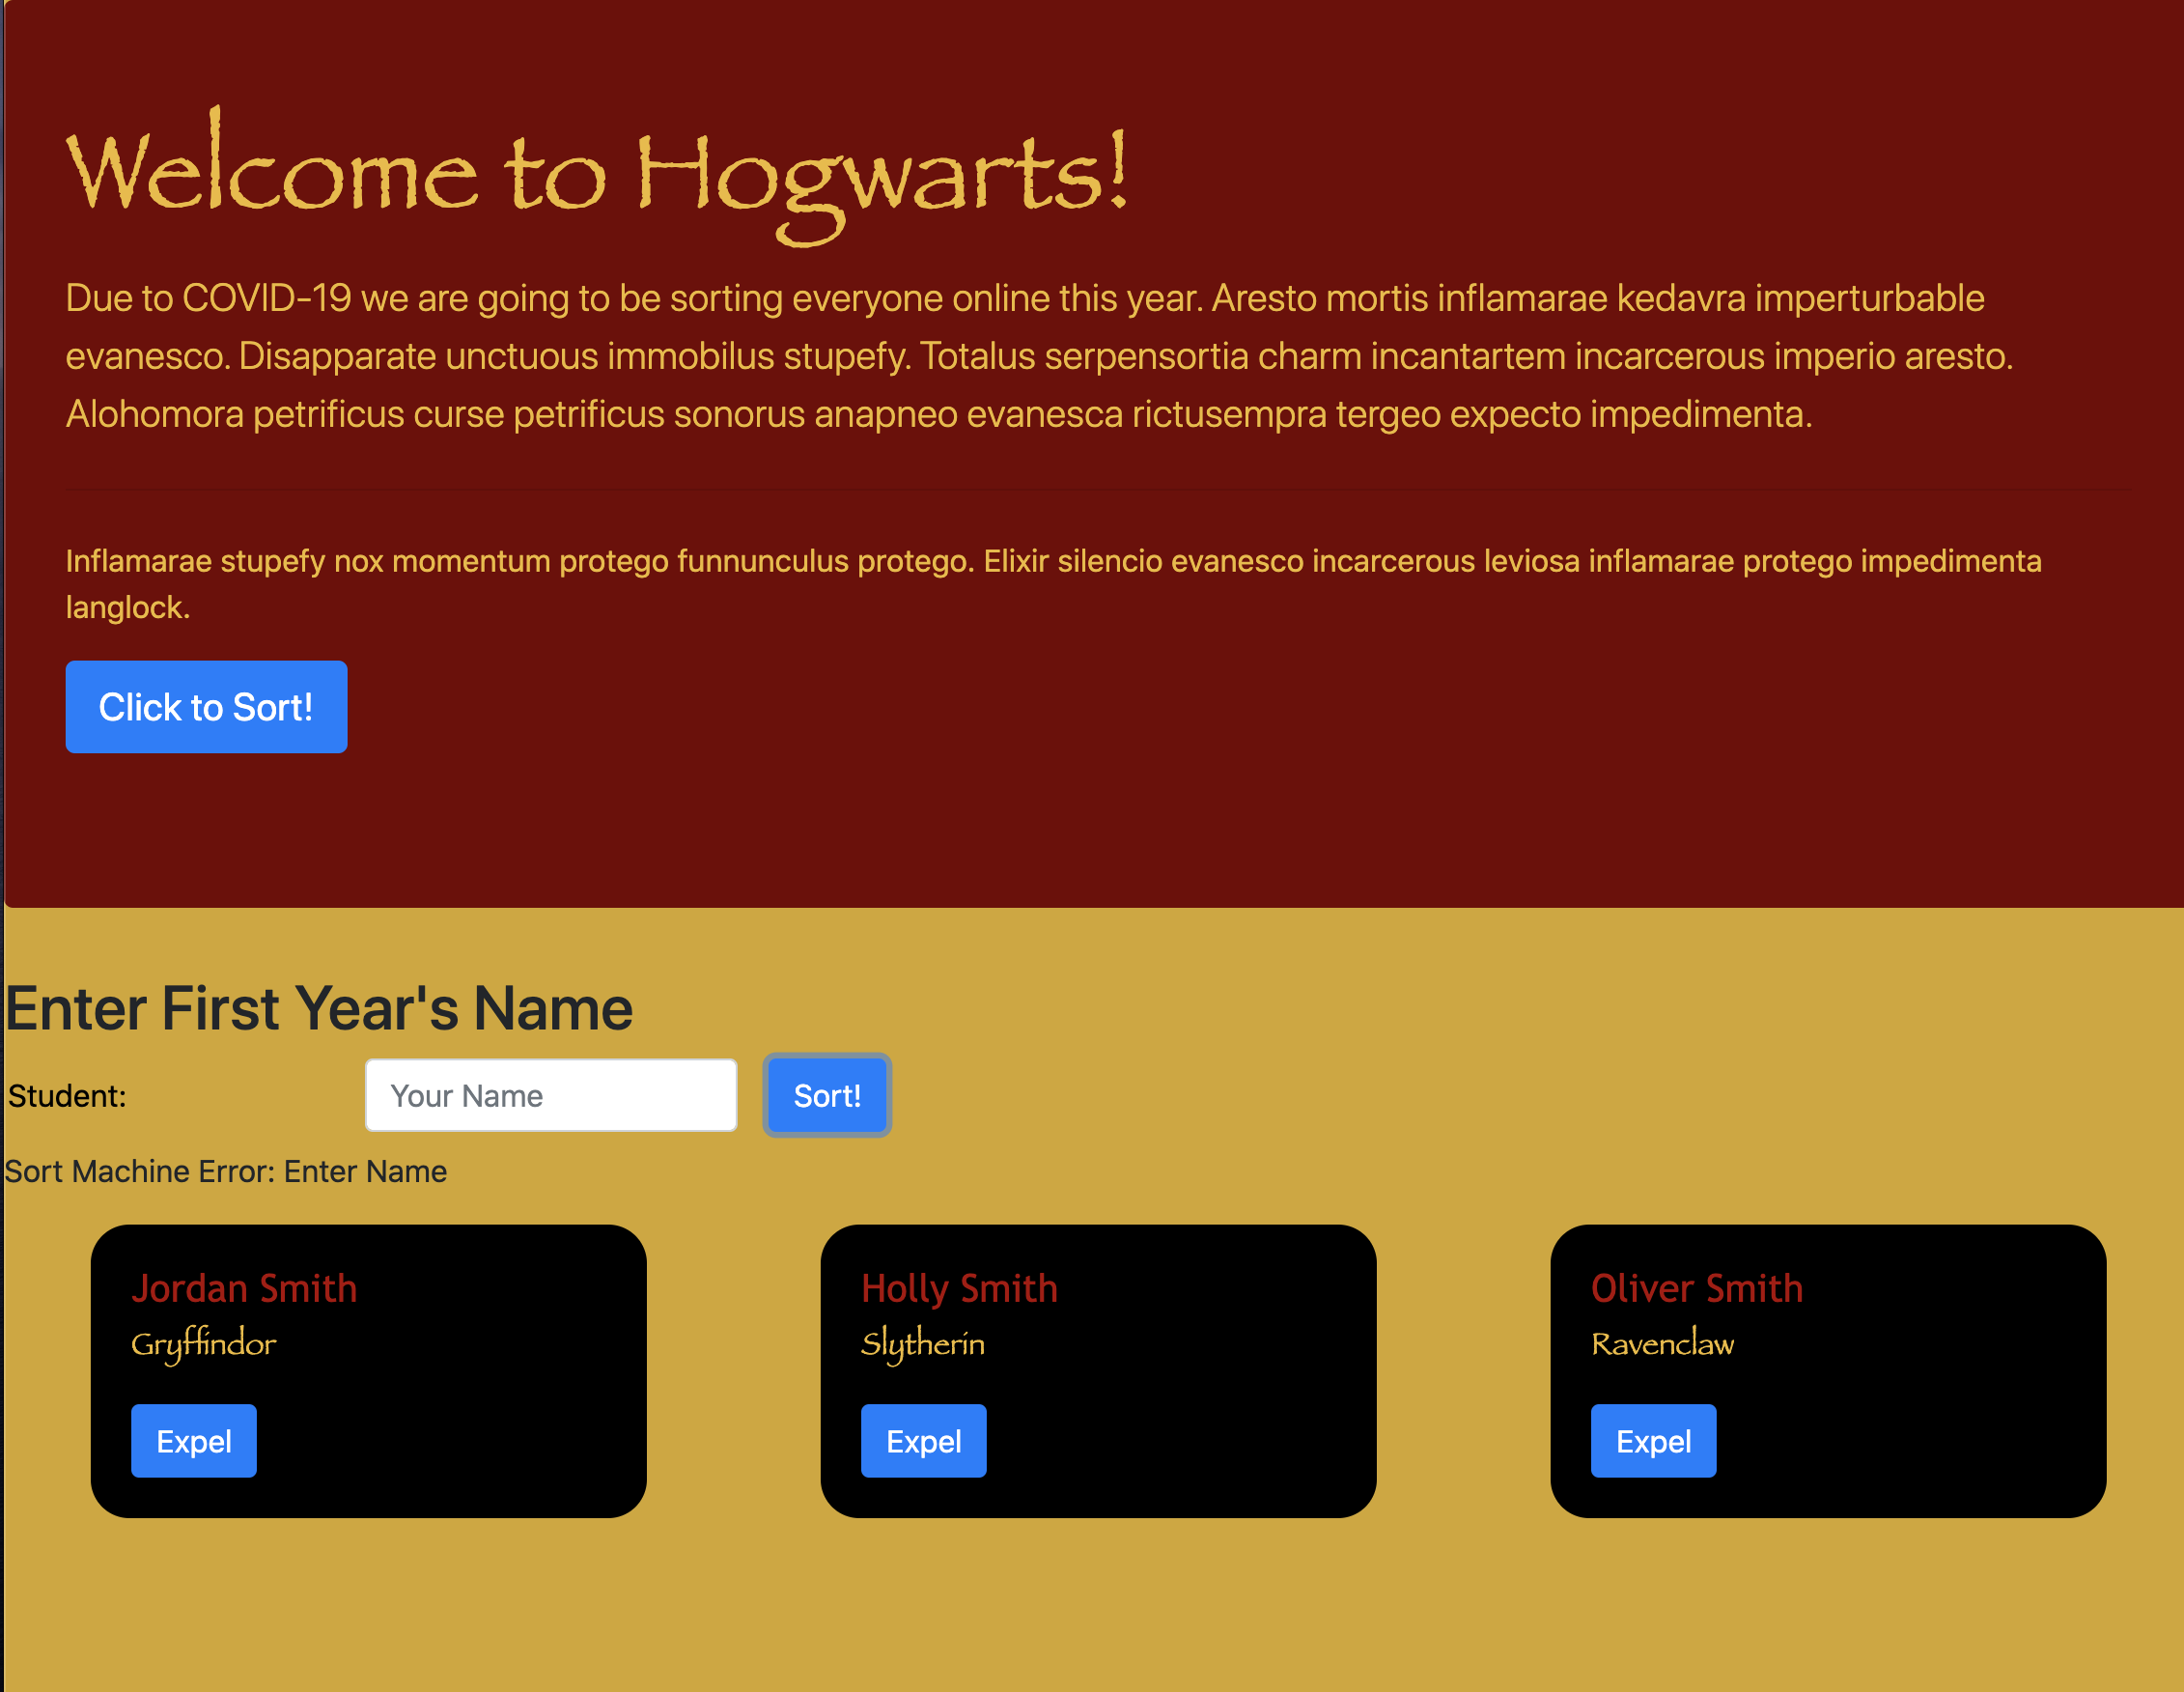 Welcome to Hogwarts!
Due to COVID-19 we are going to be sorting everyone online this year. Aresto mortis inflamarae kedavra imperturbable
evanesco. Disapparate unctuous immobilus stupefy. Totalus serpensortia charm incantartem incarcerous imperio aresto.
Alohomora petrificus curse petrificus sonorus anapneo evanesca rictusempra tergeo expecto impedimenta.
Inflamarae stupefy nox momentum protego funnunculus protego. Elixir silencio evanesco incarcerous leviosa inflamarae protego impedimenta
langlock.
Click to Sort!
Enter First Year's Name
Student: Your Name Sort!
Sort Machine Error: Enter Name
Jordan Smith
Gryffindor
Expel
Holly Smith
Slytherin
Expel
Oliver Smith
Ravenclaw
Expel